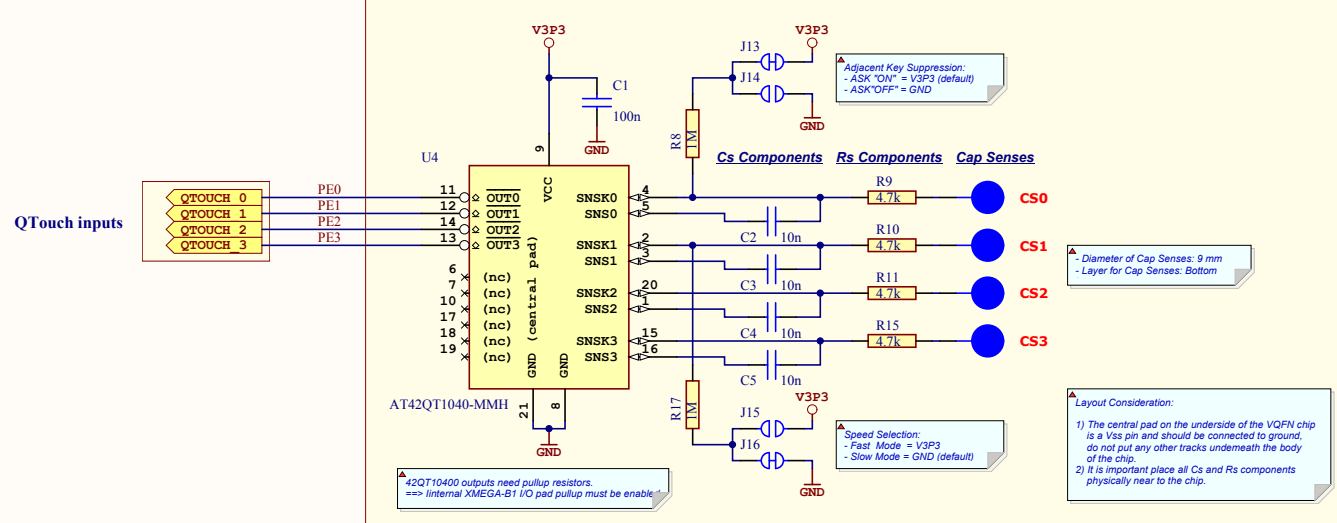 V3P3
C1
100n
GND
J13
J14
V3P3
GND
Adjacent Key Suppression:
- ASK "ON" = V3P3 (default)
- ASK"OFF" = GND
R8
1M
Cs Components
Rs Components
Cap Senses
U4
9
VCC
QTouch inputs
QTOUCH_0
QTOUCH_1
QTOUCH_2
QTOUCH_3
PE0
PE1
PE2
PE3
11
12
14
13
OUT0
OUT1
OUT2
OUT3
6
7
10
17
18
19
(nc)
(nc)
(nc)
(nc)
(nc)
(nc)
GND (central pad)
GND
21
8
GND
AT42QT1040-MMH
SNSK0
SNS0
SNSK1
SNS1
SNSK2
SNS2
SNSK3
SNS3
4
5
2
3
20
1
15
16
C2
10n
C3
10n
C4
10n
C5
10n
R9
4.7k
R10
4.7k
R11
4.7k
R15
4.7k
CS0
CS1
CS2
CS3
- Diameter of Cap Senses: 9 mm
- Layer for Cap Senses: Bottom
R17
1M
J15
J16
V3P3
GND
Speed Selection:
- Fast Mode = V3P3
- Slow Mode = GND (default)
42QT10400 outputs need pullup resistors.
==> Iinternal XMEGA-B1 I/O pad pullup must be enabled
Layout Consideration:
1) The central pad on the underside of the VQFN chip
is a Vss pin and should be connected to ground,
do not put any other tracks underneath the body
of the chip.
2) It is important place all Cs and Rs components
physically near to the chip.